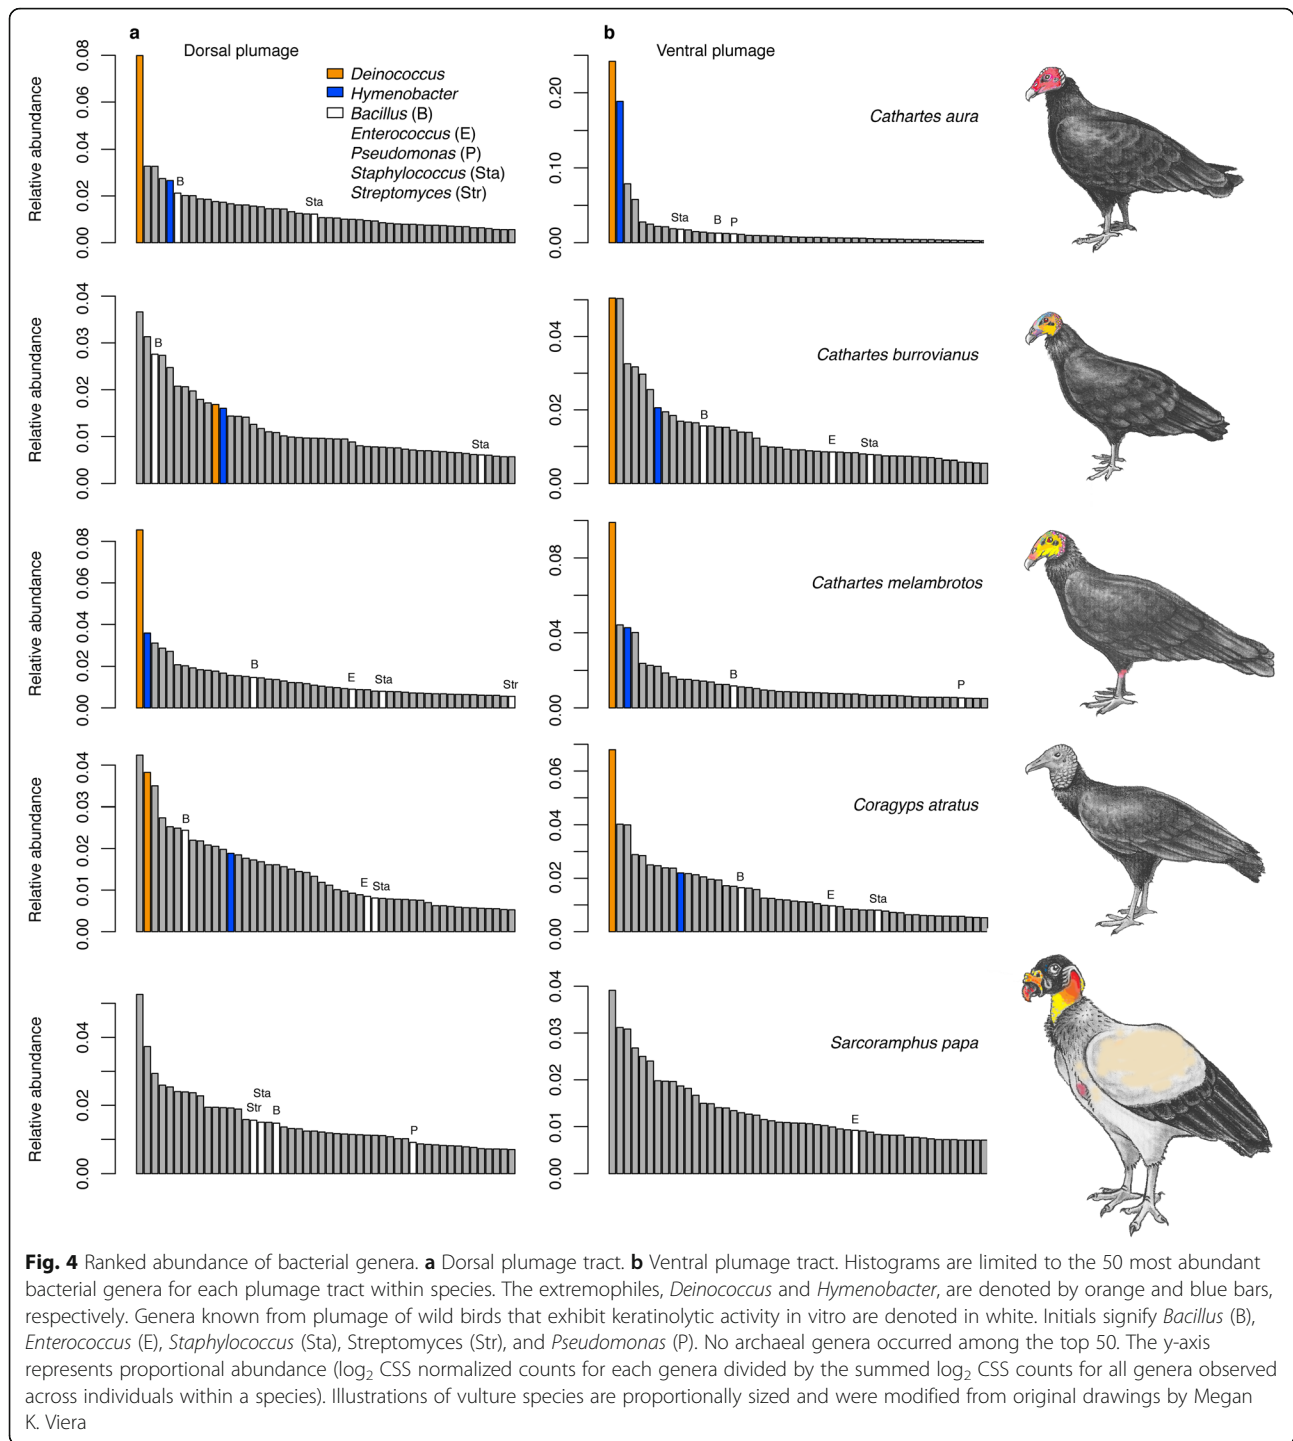 a
b
Dorsal plumage
Ventral plumage
Deinococcus
Hymenobacter
Bacillus (B)
Enterococcus (E)
Pseudomonas (P)
Staphylococcus (Sta)
Streptomyces (Str)
Relative abundance
0.00 0.02 0.04 0.06 0.08
B
Sta
0.00 0.10 0.20
Sta
B
P
Cathartes aura
Relative abundance
0.00 0.01 0.02 0.03 0.04
B
Sta
0.00 0.02 0.04
B
E
Sta
Cathartes burrovianus
Relative abundance
0.00 0.02 0.04 0.06 0.08
B
E
Sta
Str
0.00 0.04 0.08
B
P
Cathartes melambrotos
Relative abundance
0.00 0.01 0.02 0.03 0.04
B
E
Sta
0.00 0.02 0.04 0.06
B
E
Sta
Coragyps atratus
Relative abundance
0.00 0.02 0.04
Sta
Str
B
P
0.00 0.01 0.02 0.03 0.04
E
Sarcoramphus papa
Fig. 4 Ranked abundance of bacterial genera. a Dorsal plumage tract. b Ventral plumage tract. Histograms are limited to the 50 most abundant
bacterial genera for each plumage tract within species. The extremophiles, Deinococcus and Hymenobacter, are denoted by orange and blue bars,
respectively. Genera known from plumage of wild birds that exhibit keratinolytic activity in vitro are denoted in white. Initials signify Bacillus (B),
Enterococcus (E), Staphylococcus (Sta), Streptomyces (Str), and Pseudomonas (P). No archaeal genera occurred among the top 50. The y-axis
represents proportional abundance (log₂ CSS normalized counts for each genera divided by the summed log₂ CSS counts for all genera observed
across individuals within a species). Illustrations of vulture species are proportionally sized and were modified from original drawings by Megan
K. Viera